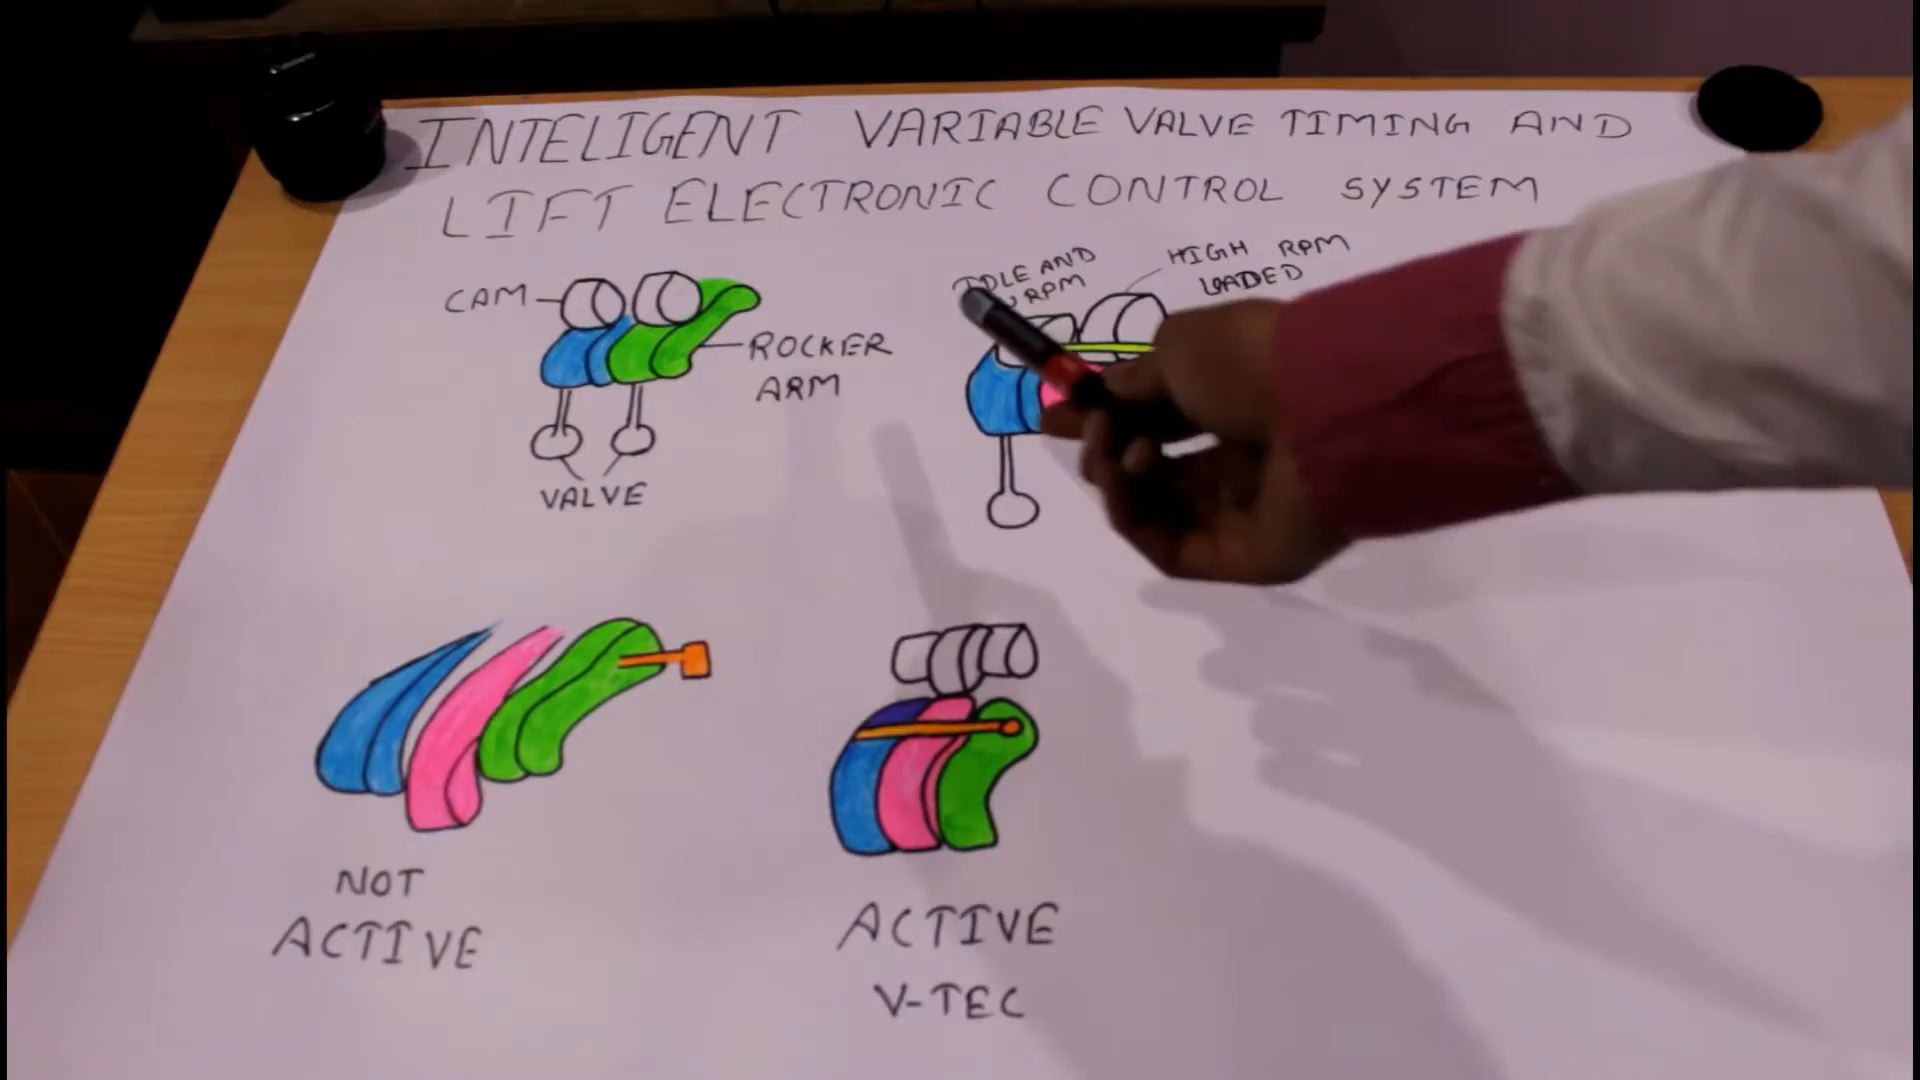 INTELIGENT VARIABLE VALVE TIMING AND
LIFT ELECTRONIC CONTROL SYSTEM
CAM
ROCKER
ARM
VALVE
IDLE AND
RPM
HIGH RPM
LOADED
NOT
ACTIVE
ACTIVE
V-TEC